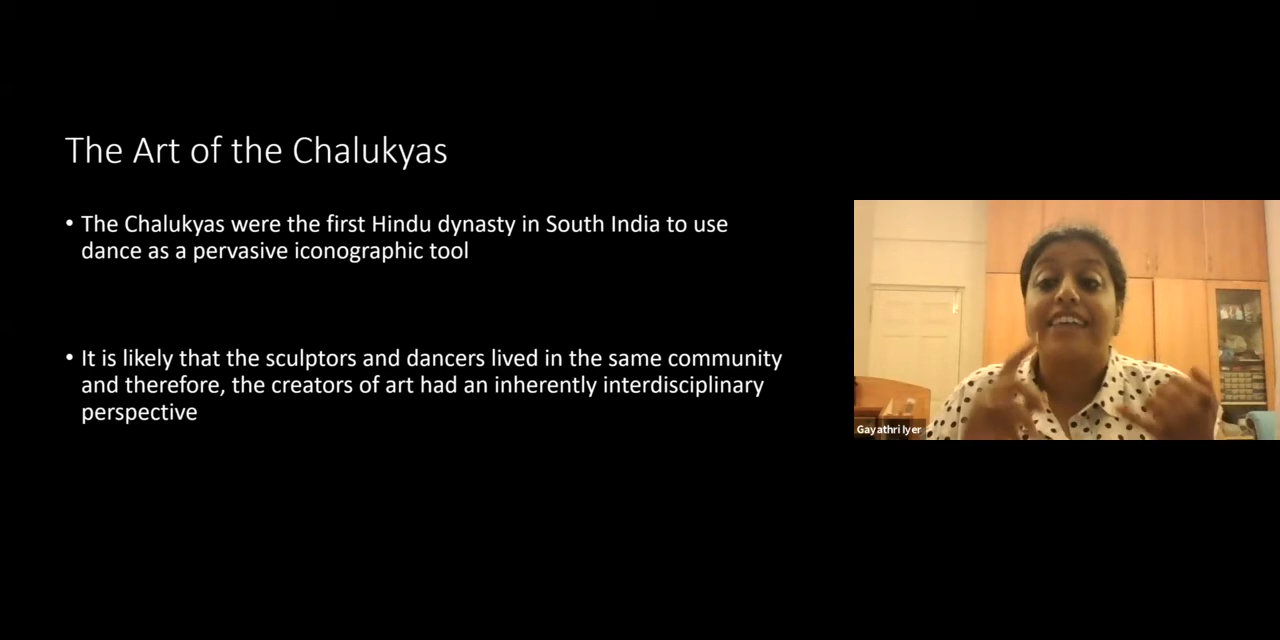 The Art of the Chalukyas
• The Chalukyas were the first Hindu dynasty in South India to use
dance as a pervasive iconographic tool
• It is likely that the sculptors and dancers lived in the same community
and therefore, the creators of art had an inherently interdisciplinary
perspective
Gayathri Iyer